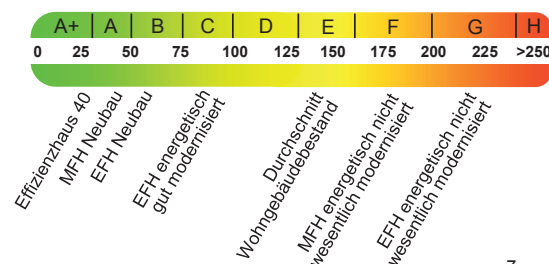 A+ A B C D E F G H
0 25 50 75 100 125 150 175 200 225 >250
Effizienzhaus 40
MFH Neubau
EFH Neubau
EFH energetisch
gut modernisiert
Durchschnitt
Wohngebäudebestand
MFH energetisch nicht
wesentlich modernisiert
EFH energetisch nicht
wesentlich modernisiert
7